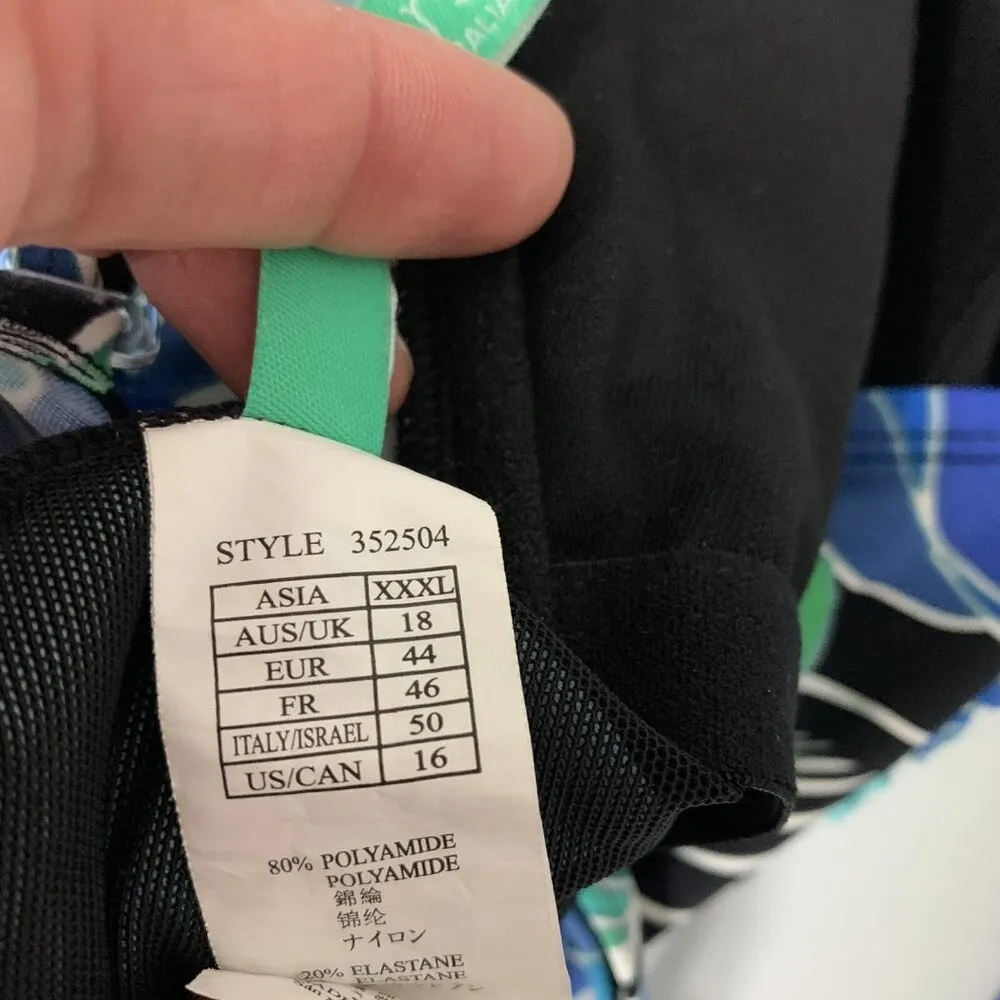 STYLE 352504
ASIA XXXL
AUS/UK 18
EUR 44
FR 46
ITALY/ISRAEL 50
US/CAN 16
80% POLYAMIDE
POLYAMIDE
錦綸
锦纶
ナイロン
20% ELASTANE
ELASTANE